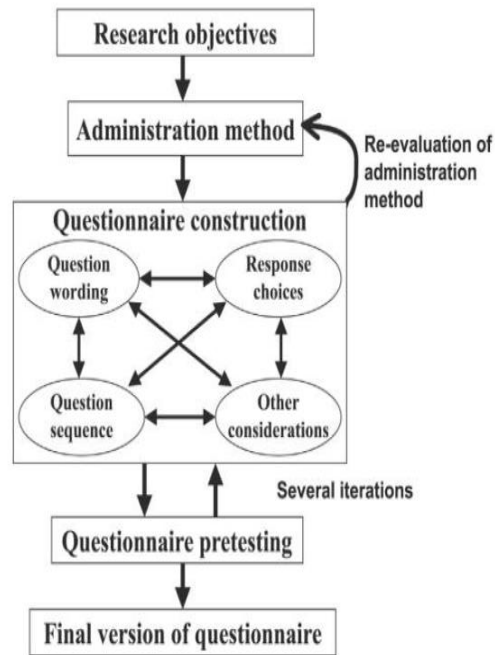 Research objectives
Administration method
Re-evaluation of
administration
method
Questionnaire construction
Question
wording
Response
choices
Question
sequence
Other
considerations
Several iterations
Questionnaire pretesting
Final version of questionnaire